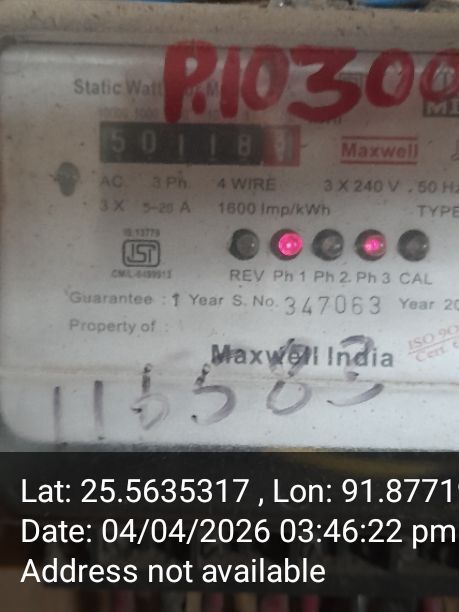 P.10300
Static Watt
50118
Maxwell
AC 3 Ph. 4 WIRE 3 X 240 V . 50 Hz
3 X 5-20 A 1600 Imp/kWh TYPE
IS 13779
ISI
CM/L-6499913
REV Ph 1 Ph 2 Ph 3 CAL
Guarantee : 1 Year S. No. 347063 Year 20
Property of :
ISO 90
Cert.
Maxwell India
116583
Lat: 25.5635317 , Lon: 91.8771
Date: 04/04/2026 03:46:22 pm
Address not available